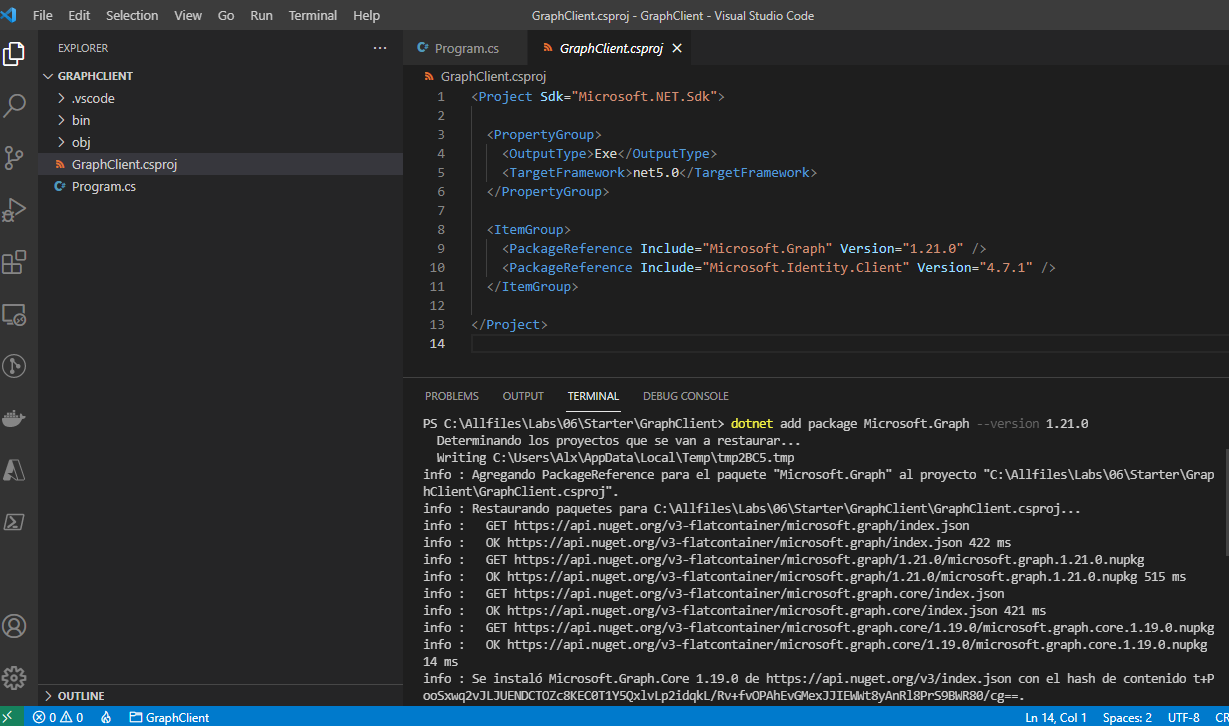 File Edit Selection View Go Run Terminal Help
GraphClient.csproj - GraphClient - Visual Studio Code
EXPLORER
GRAPHCLIENT
.vscode
bin
obj
GraphClient.csproj
Program.cs
OUTLINE
Program.cs
GraphClient.csproj
GraphClient.csproj
1 <Project Sdk="Microsoft.NET.Sdk">
2
3 <PropertyGroup>
4 <OutputType>Exe</OutputType>
5 <TargetFramework>net5.0</TargetFramework>
6 </PropertyGroup>
7
8 <ItemGroup>
9 <PackageReference Include="Microsoft.Graph" Version="1.21.0" />
10 <PackageReference Include="Microsoft.Identity.Client" Version="4.7.1" />
11 </ItemGroup>
12
13 </Project>
14
PROBLEMS OUTPUT TERMINAL DEBUG CONSOLE
PS C:\Allfiles\Labs\06\Starter\GraphClient> dotnet add package Microsoft.Graph --version 1.21.0
Determinando los proyectos que se van a restaurar...
Writing C:\Users\Alx\AppData\Local\Temp\tmp2BC5.tmp
info : Agregando PackageReference para el paquete "Microsoft.Graph" al proyecto "C:\Allfiles\Labs\06\Starter\Grap
hClient\GraphClient.csproj".
info : Restaurando paquetes para C:\Allfiles\Labs\06\Starter\GraphClient\GraphClient.csproj...
info : GET https://api.nuget.org/v3-flatcontainer/microsoft.graph/index.json
info : OK https://api.nuget.org/v3-flatcontainer/microsoft.graph/index.json 422 ms
info : GET https://api.nuget.org/v3-flatcontainer/microsoft.graph/1.21.0/microsoft.graph.1.21.0.nupkg
info : OK https://api.nuget.org/v3-flatcontainer/microsoft.graph/1.21.0/microsoft.graph.1.21.0.nupkg 515 ms
info : GET https://api.nuget.org/v3-flatcontainer/microsoft.graph.core/index.json
info : OK https://api.nuget.org/v3-flatcontainer/microsoft.graph.core/index.json 421 ms
info : GET https://api.nuget.org/v3-flatcontainer/microsoft.graph.core/1.19.0/microsoft.graph.core.1.19.0.nupkg
info : OK https://api.nuget.org/v3-flatcontainer/microsoft.graph.core/1.19.0/microsoft.graph.core.1.19.0.nupkg
14 ms
info : Se instaló Microsoft.Graph.Core 1.19.0 de https://api.nuget.org/v3/index.json con el hash de contenido t+P
ooSxwq2vJLJUENDCTOZc8KEC0T1Y5QxlvLp2idqkL/Rv+fvOPAhEvGMexJJIEWWt8yAnRl8PrS9BWR80/cg==.
0 0 GraphClient Ln 14, Col 1 Spaces: 2 UTF-8 CR